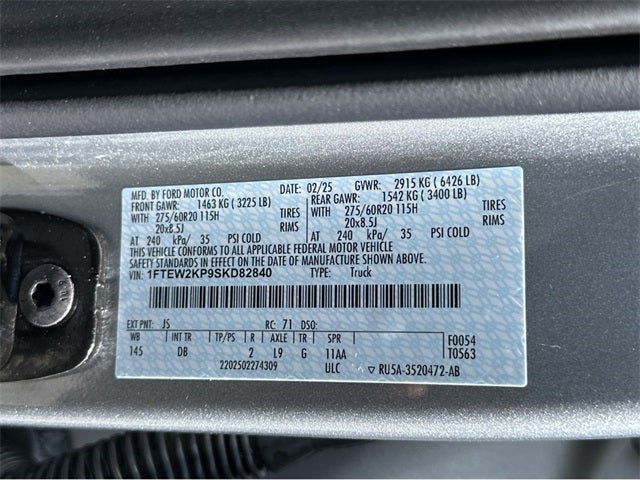 MFD. BY FORD MOTOR CO. DATE: 02/25 GVWR: 2915 KG ( 6426 LB)
FRONT GAWR: 1463 KG ( 3225 LB) REAR GAWR: 1542 KG ( 3400 LB)
WITH 275/60R20 115H TIRES WITH 275/60R20 115H TIRES
20x8.5J RIMS 20x8.5J RIMS
AT 240 kPa/ 35 PSI COLD AT 240 kPa/ 35 PSI COLD
THIS VEHICLE CONFORMS TO ALL APPLICABLE FEDERAL MOTOR VEHICLE
SAFETY STANDARDS IN EFFECT ON THE DATE OF MANUFACTURE SHOWN ABOVE.
VIN: 1FTEW2KP9SKD82840 TYPE: Truck
EXT PNT: JS RC: 71 DSO:
WB INT TR TP/PS R AXLE TR SPR F0054
145 DB 2 L9 G 11AA T0563
2202502274309 ULC ▽ RU5A-3520472-AB